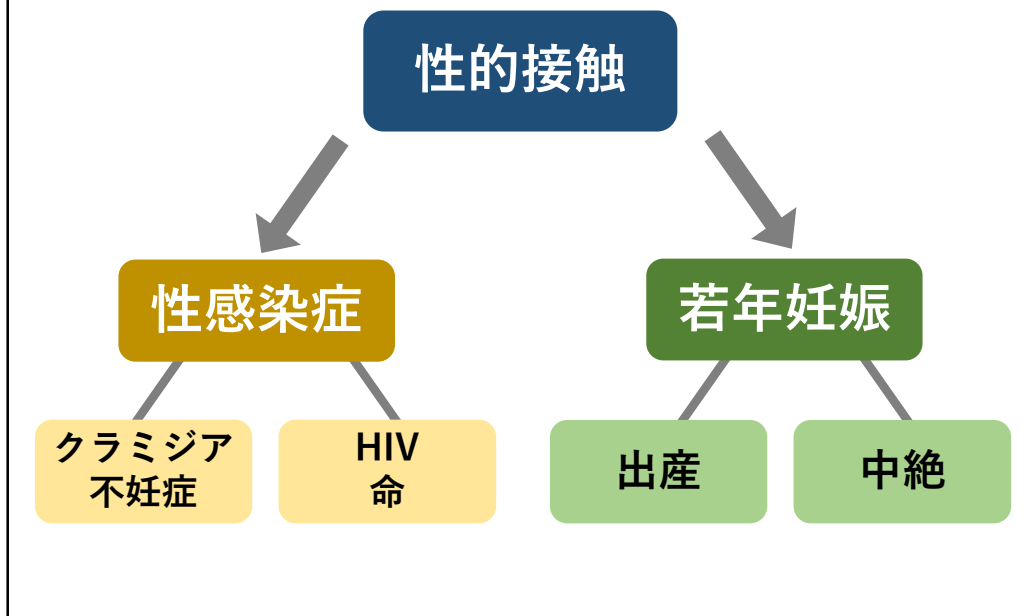 性的接触
性感染症
若年妊娠
クラミジア
不妊症
HIV
命
出産
中絶